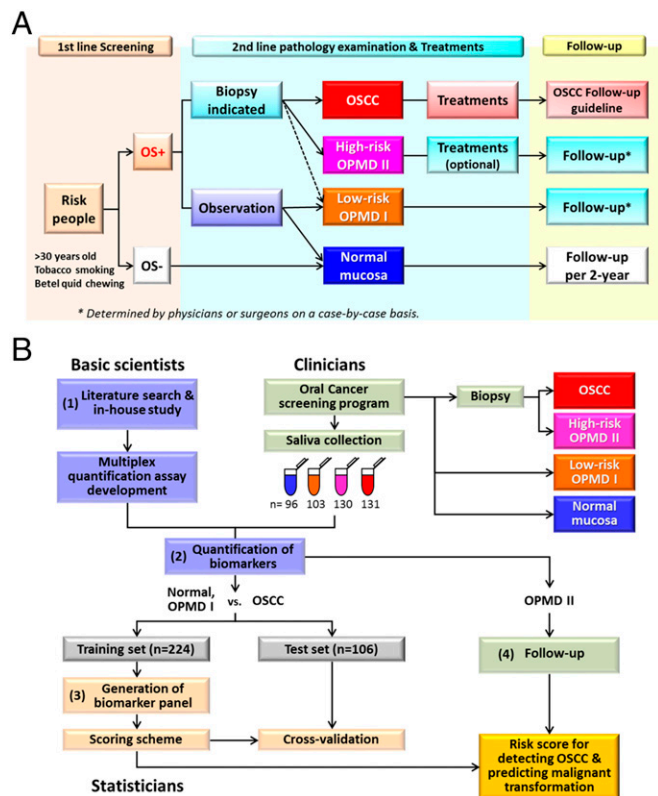 A
1st line Screening
2nd line pathology examination & Treatments
Follow-up
Biopsy
indicated
OSCC
Treatments
OSCC Follow-up
guideline
OS+
High-risk
OPMD II
Treatments
(optional)
Follow-up*
Risk
people
Observation
Low-risk
OPMD I
Follow-up*
>30 years old
Tobacco smoking
Betel quid chewing
OS-
Normal
mucosa
Follow-up
per 2-year
* Determined by physicians or surgeons on a case-by-case basis.
B
Basic scientists
Clinicians
(1) Literature search &
in-house study
Oral Cancer
screening program
Biopsy
OSCC
High-risk
OPMD II
Saliva collection
Multiplex
quantification assay
development
Low-risk
OPMD I
n= 96 103 130 131
Normal
mucosa
(2) Quantification of
biomarkers
Normal,
OPMD I vs. OSCC
OPMD II
Training set (n=224)
Test set (n=106)
(4) Follow-up
(3) Generation of
biomarker panel
Scoring scheme
Cross-validation
Risk score for
detecting OSCC &
predicting malignant
transformation
Statisticians